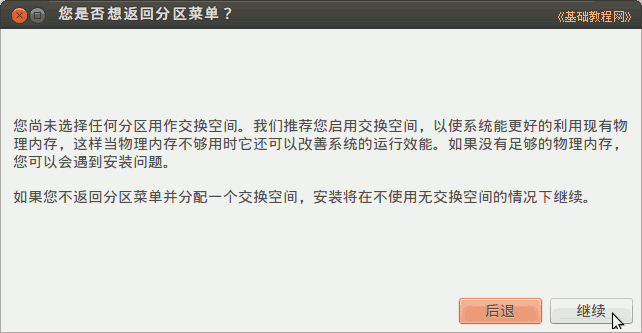 您是否想返回分区菜单？
《基础教程网》
您尚未选择任何分区用作交换空间。我们推荐您启用交换空间，以使系统能更好的利用现有物
理内存，这样当物理内存不够用时它还可以改善系统的运行效能。如果没有足够的物理内存，
您可以会遇到安装问题。
如果您不返回分区菜单并分配一个交换空间，安装将在不使用无交换空间的情况下继续。
后退
继续